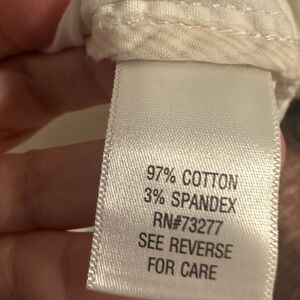 97% COTTON
3% SPANDEX
RN#73277
SEE REVERSE
FOR CARE